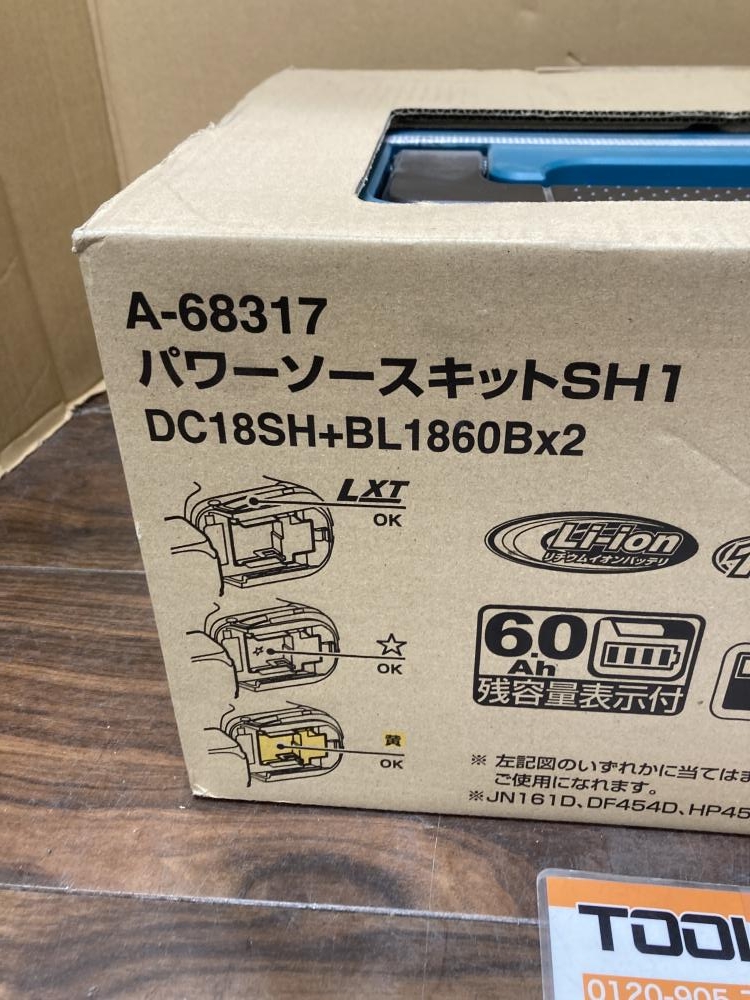 A-68317
パワーソースキットSH1
DC18SH+BL1860Bx2
LXT
OK
☆
OK
黄
OK
Li-ion
リチウムイオンバッテリ
6.0
Ah
残容量表示付
※ 左記図のいずれかに当てはま
ご使用になれます。
※JN161D、DF454D、HP45
TOOL
0120-905-